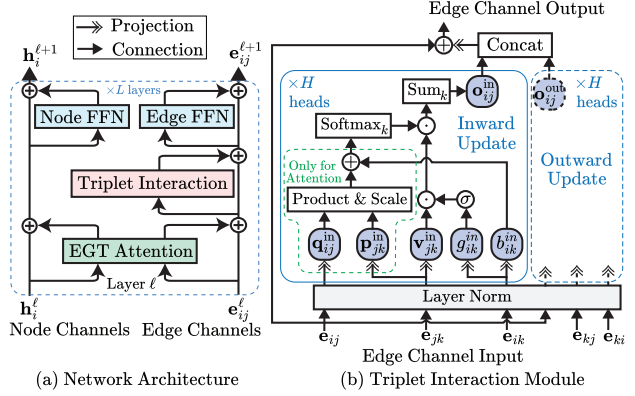 Projection
Connection
h_i^{ℓ+1}
e_{ij}^{ℓ+1}
×L layers
Node FFN
Edge FFN
Triplet Interaction
EGT Attention
Layer ℓ
h_i^ℓ
e_{ij}^ℓ
Node Channels
Edge Channels
(a) Network Architecture
Edge Channel Output
Concat
×H
heads
Sum_k
o_{ij}^{in}
o_{ij}^{out}
×H
heads
Softmax_k
Inward
Update
Outward
Update
Only for
Attention
Product & Scale
σ
q_{ij}^{in}
p_{jk}^{in}
v_{jk}^{in}
g_{ik}^{in}
b_{ik}^{in}
Layer Norm
e_{ij}
e_{jk}
e_{ik}
e_{kj}
e_{ki}
Edge Channel Input
(b) Triplet Interaction Module